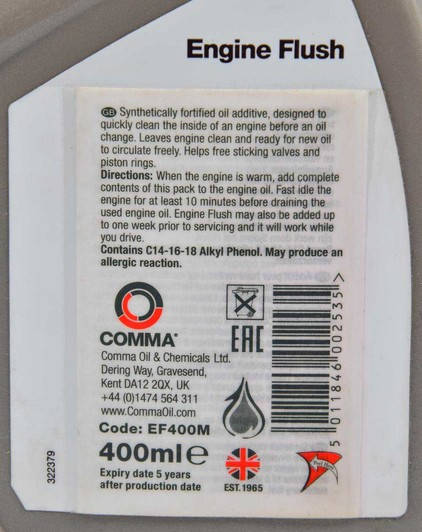 Engine Flush
GB Synthetically fortified oil additive, designed to
quickly clean the inside of an engine before an oil
change. Leaves engine clean and ready for new oil
to circulate freely. Helps free sticking valves and
piston rings.
Directions: When the engine is warm, add complete
contents of this pack to the engine oil. Fast idle the
engine for at least 10 minutes before draining the
used engine oil. Engine Flush may also be added up
to one week prior to servicing and it will work while
you drive.
Contains C14-16-18 Alkyl Phenol. May produce an
allergic reaction.
COMMA®
Comma Oil & Chemicals Ltd.
Dering Way, Gravesend,
Kent DA12 2QX, UK
+44 (0)1474 564 311
www.CommaOil.com
Code: EF400M
400ml e
Expiry date 5 years
after production date
EAC
EST.1965
5 011846 002535 >
322379